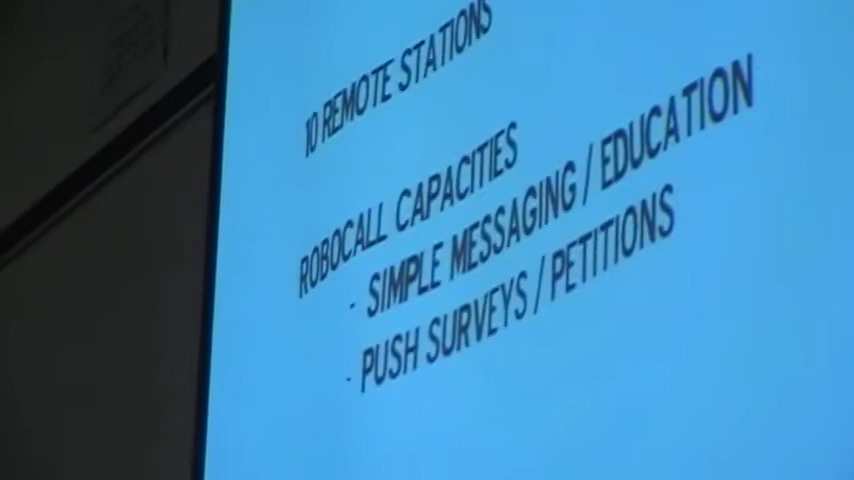 10 REMOTE STATIONS
ROBOCALL CAPACITIES
- SIMPLE MESSAGING / EDUCATION
- PUSH SURVEYS / PETITIONS